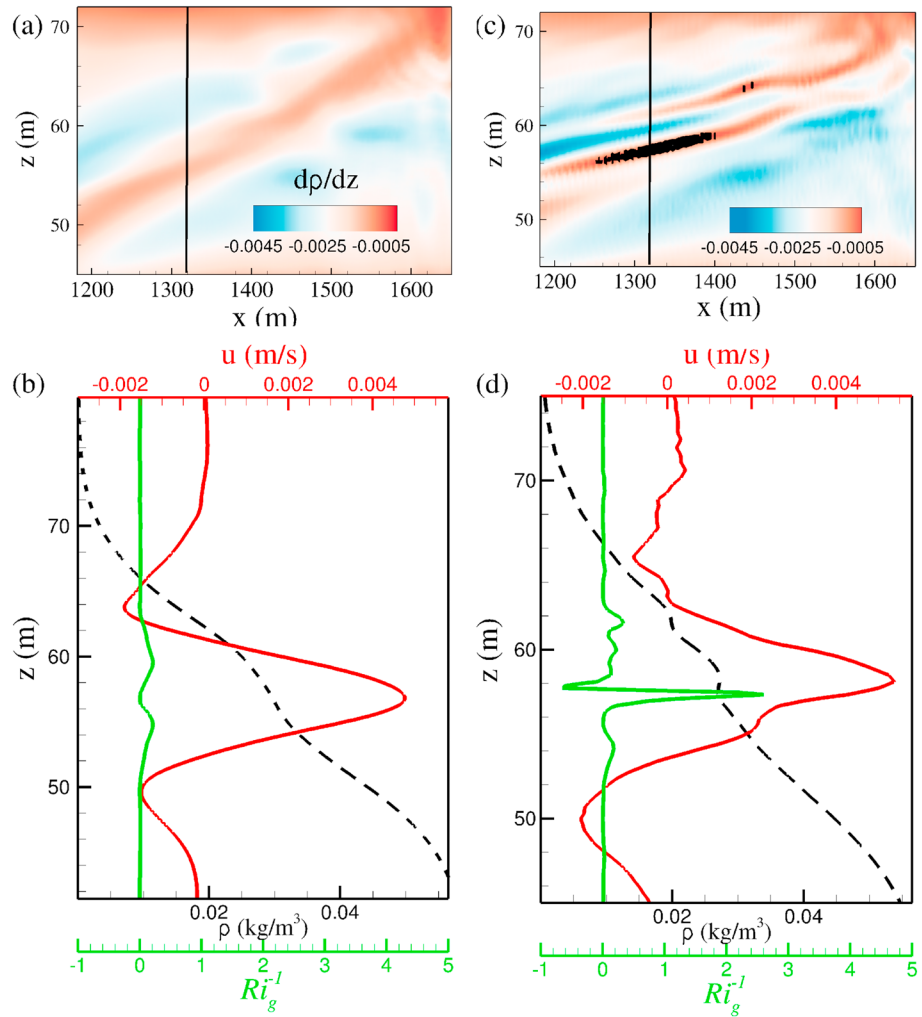 (a)
70
60
50
z (m)
dρ/dz
-0.0045 -0.0025 -0.0005
1200 1300 1400 1500 1600
x (m)
(c)
70
60
50
z (m)
-0.0045 -0.0025 -0.0005
1200 1300 1400 1500 1600
x (m)
(b)
u (m/s)
-0.002 0 0.002 0.004
70
60
50
z (m)
0.02 0.04
ρ (kg/m³)
-1 0 1 2 3 4 5
Ri_g^-1
(d)
u (m/s)
-0.002 0 0.002 0.004
70
60
50
z (m)
0.02 0.04
ρ (kg/m³)
-1 0 1 2 3 4 5
Ri_g^-1